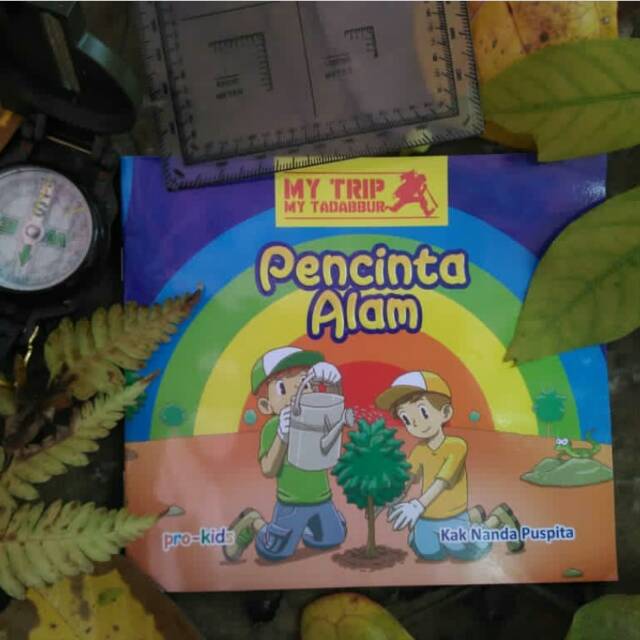 MY TRIP
MY TADABBUR
Pencinta
Alam
pro-kids
Kak Nanda Puspita